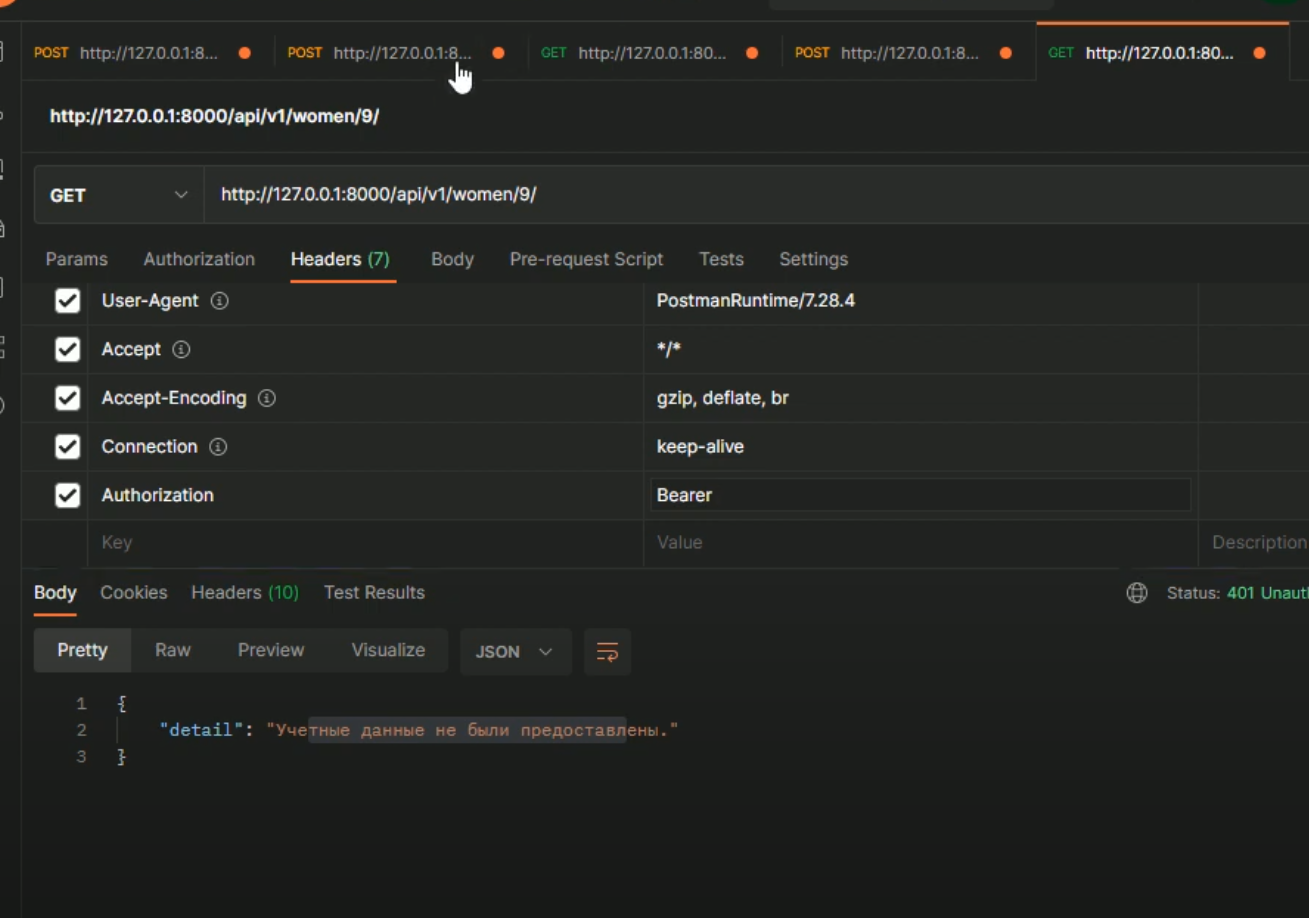 POST http://127.0.0.1:8... POST http://127.0.0.1:8... GET http://127.0.0.1:80... POST http://127.0.0.1:8... GET http://127.0.0.1:80...
http://127.0.0.1:8000/api/v1/women/9/
GET http://127.0.0.1:8000/api/v1/women/9/
Params Authorization Headers (7) Body Pre-request Script Tests Settings
User-Agent PostmanRuntime/7.28.4
Accept */*
Accept-Encoding gzip, deflate, br
Connection keep-alive
Authorization Bearer
Key Value Description
Body Cookies Headers (10) Test Results Status: 401 Unaut
Pretty Raw Preview Visualize JSON
1 {
2 "detail": "Учетные данные не были предоставлены."
3 }